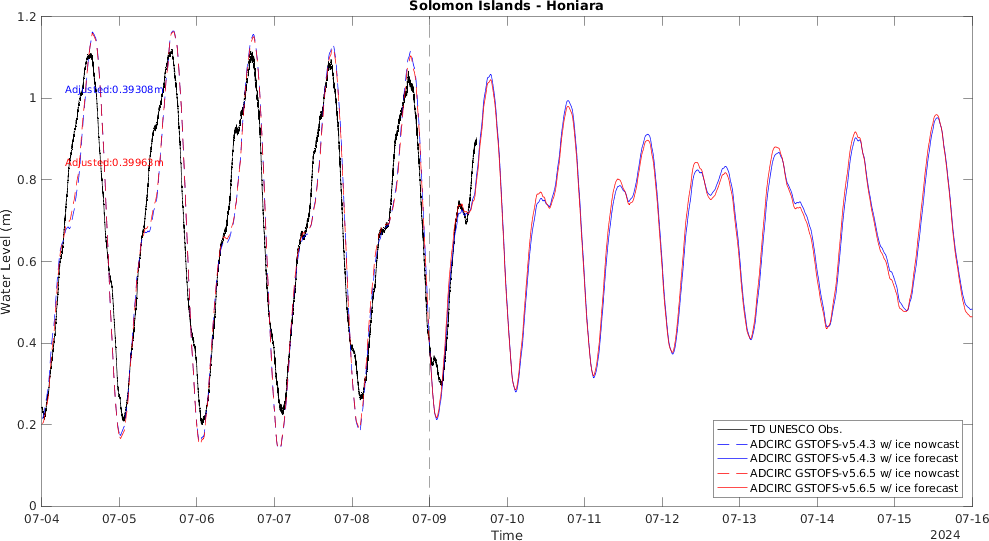 Solomon Islands - Honiara
1.2
1
0.8
0.6
0.4
0.2
0
Water Level (m)
Adjusted:0.39308m
Adjusted:0.39963m
TD UNESCO Obs.
ADCIRC GSTOFS-v5.4.3 w/ ice nowcast
ADCIRC GSTOFS-v5.4.3 w/ ice forecast
ADCIRC GSTOFS-v5.6.5 w/ ice nowcast
ADCIRC GSTOFS-v5.6.5 w/ ice forecast
07-04 07-05 07-06 07-07 07-08 07-09 07-10 07-11 07-12 07-13 07-14 07-15 07-16
Time
2024